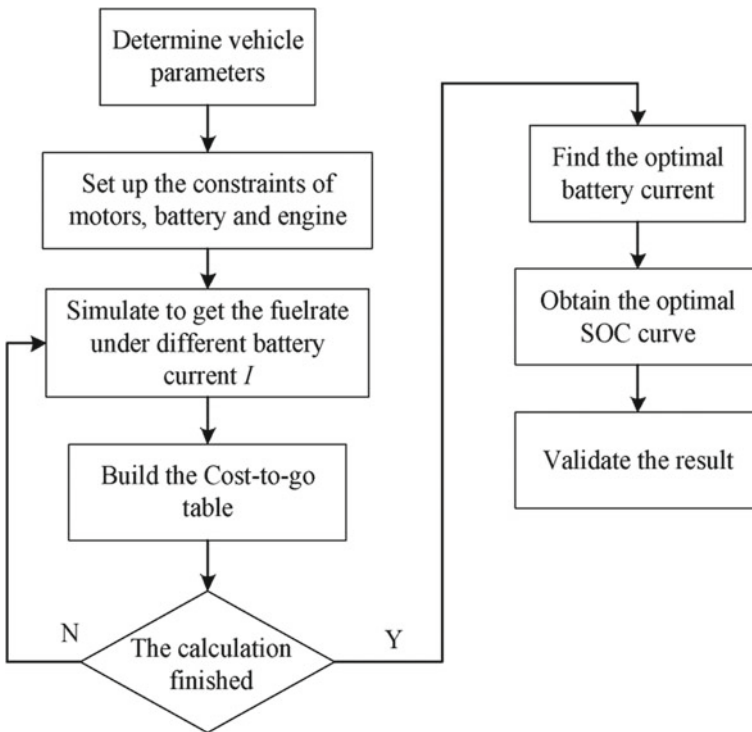 Determine vehicle
parameters
Set up the constraints of
motors, battery and engine
Simulate to get the fuelrate
under different battery
current I
Build the Cost-to-go
table
N
The calculation
finished
Y
Find the optimal
battery current
Obtain the optimal
SOC curve
Validate the result